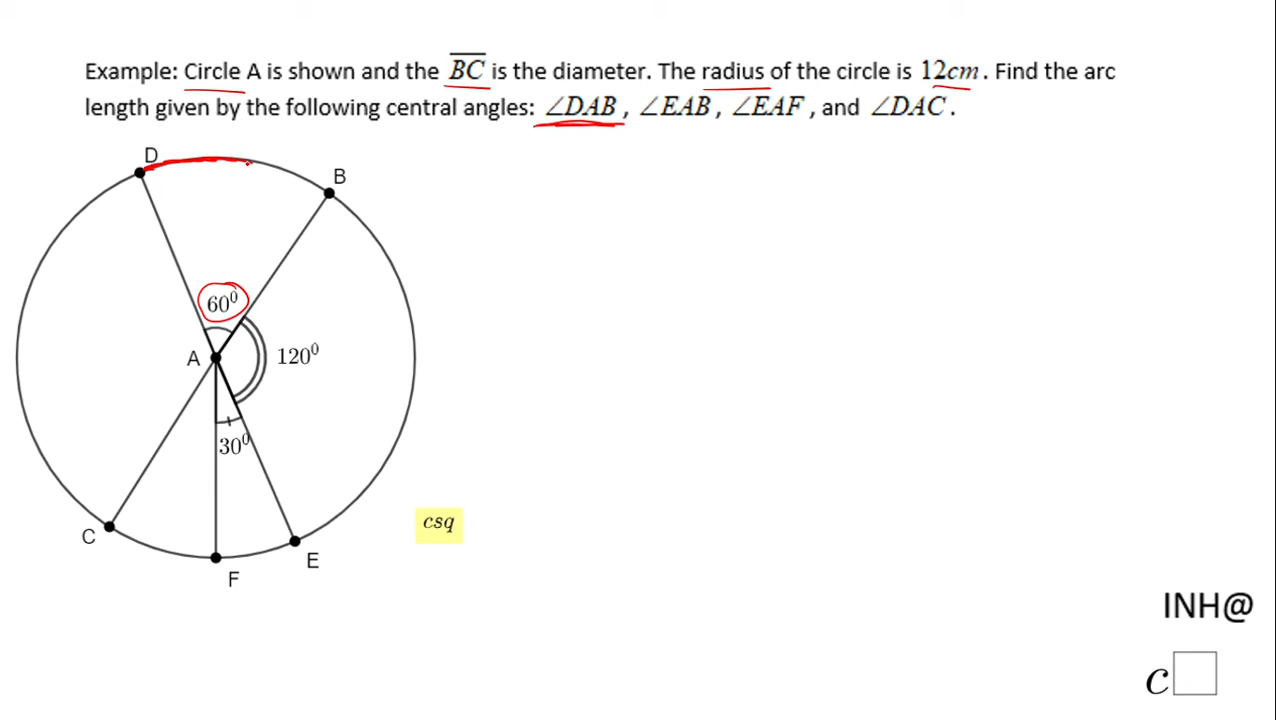 Example: Circle A is shown and the BC is the diameter. The radius of the circle is 12cm. Find the arc
length given by the following central angles: ∠DAB, ∠EAB, ∠EAF, and ∠DAC.
D
B
60⁰
A
120⁰
30⁰
csq
C
E
F
INH@
c